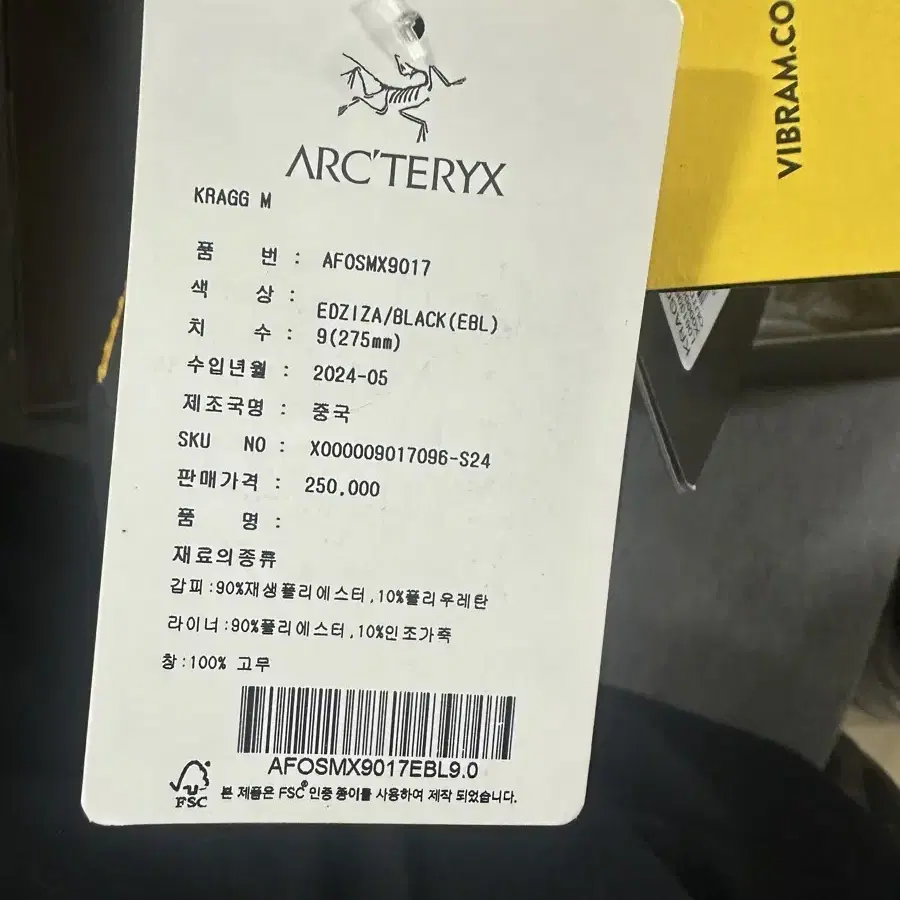 ARC'TERYX
KRAGG M
품 번 : AFOSMX9017
색 상 : EDZIZA/BLACK(EBL)
치 수 : 9(275mm)
수입년월 : 2024-05
제조국명 : 중국
SKU NO : X000009017096-S24
판매가격 : 250,000
품 명 :
재료의종류
갑피:90%재생폴리에스터,10%폴리우레탄
라이너:90%폴리에스터,10%인조가죽
창:100% 고무
AFOSMX9017EBL9.0
FSC
본 제품은 FSC® 인증 종이를 사용하여 제작 되었습니다.
VIBRAM.CO